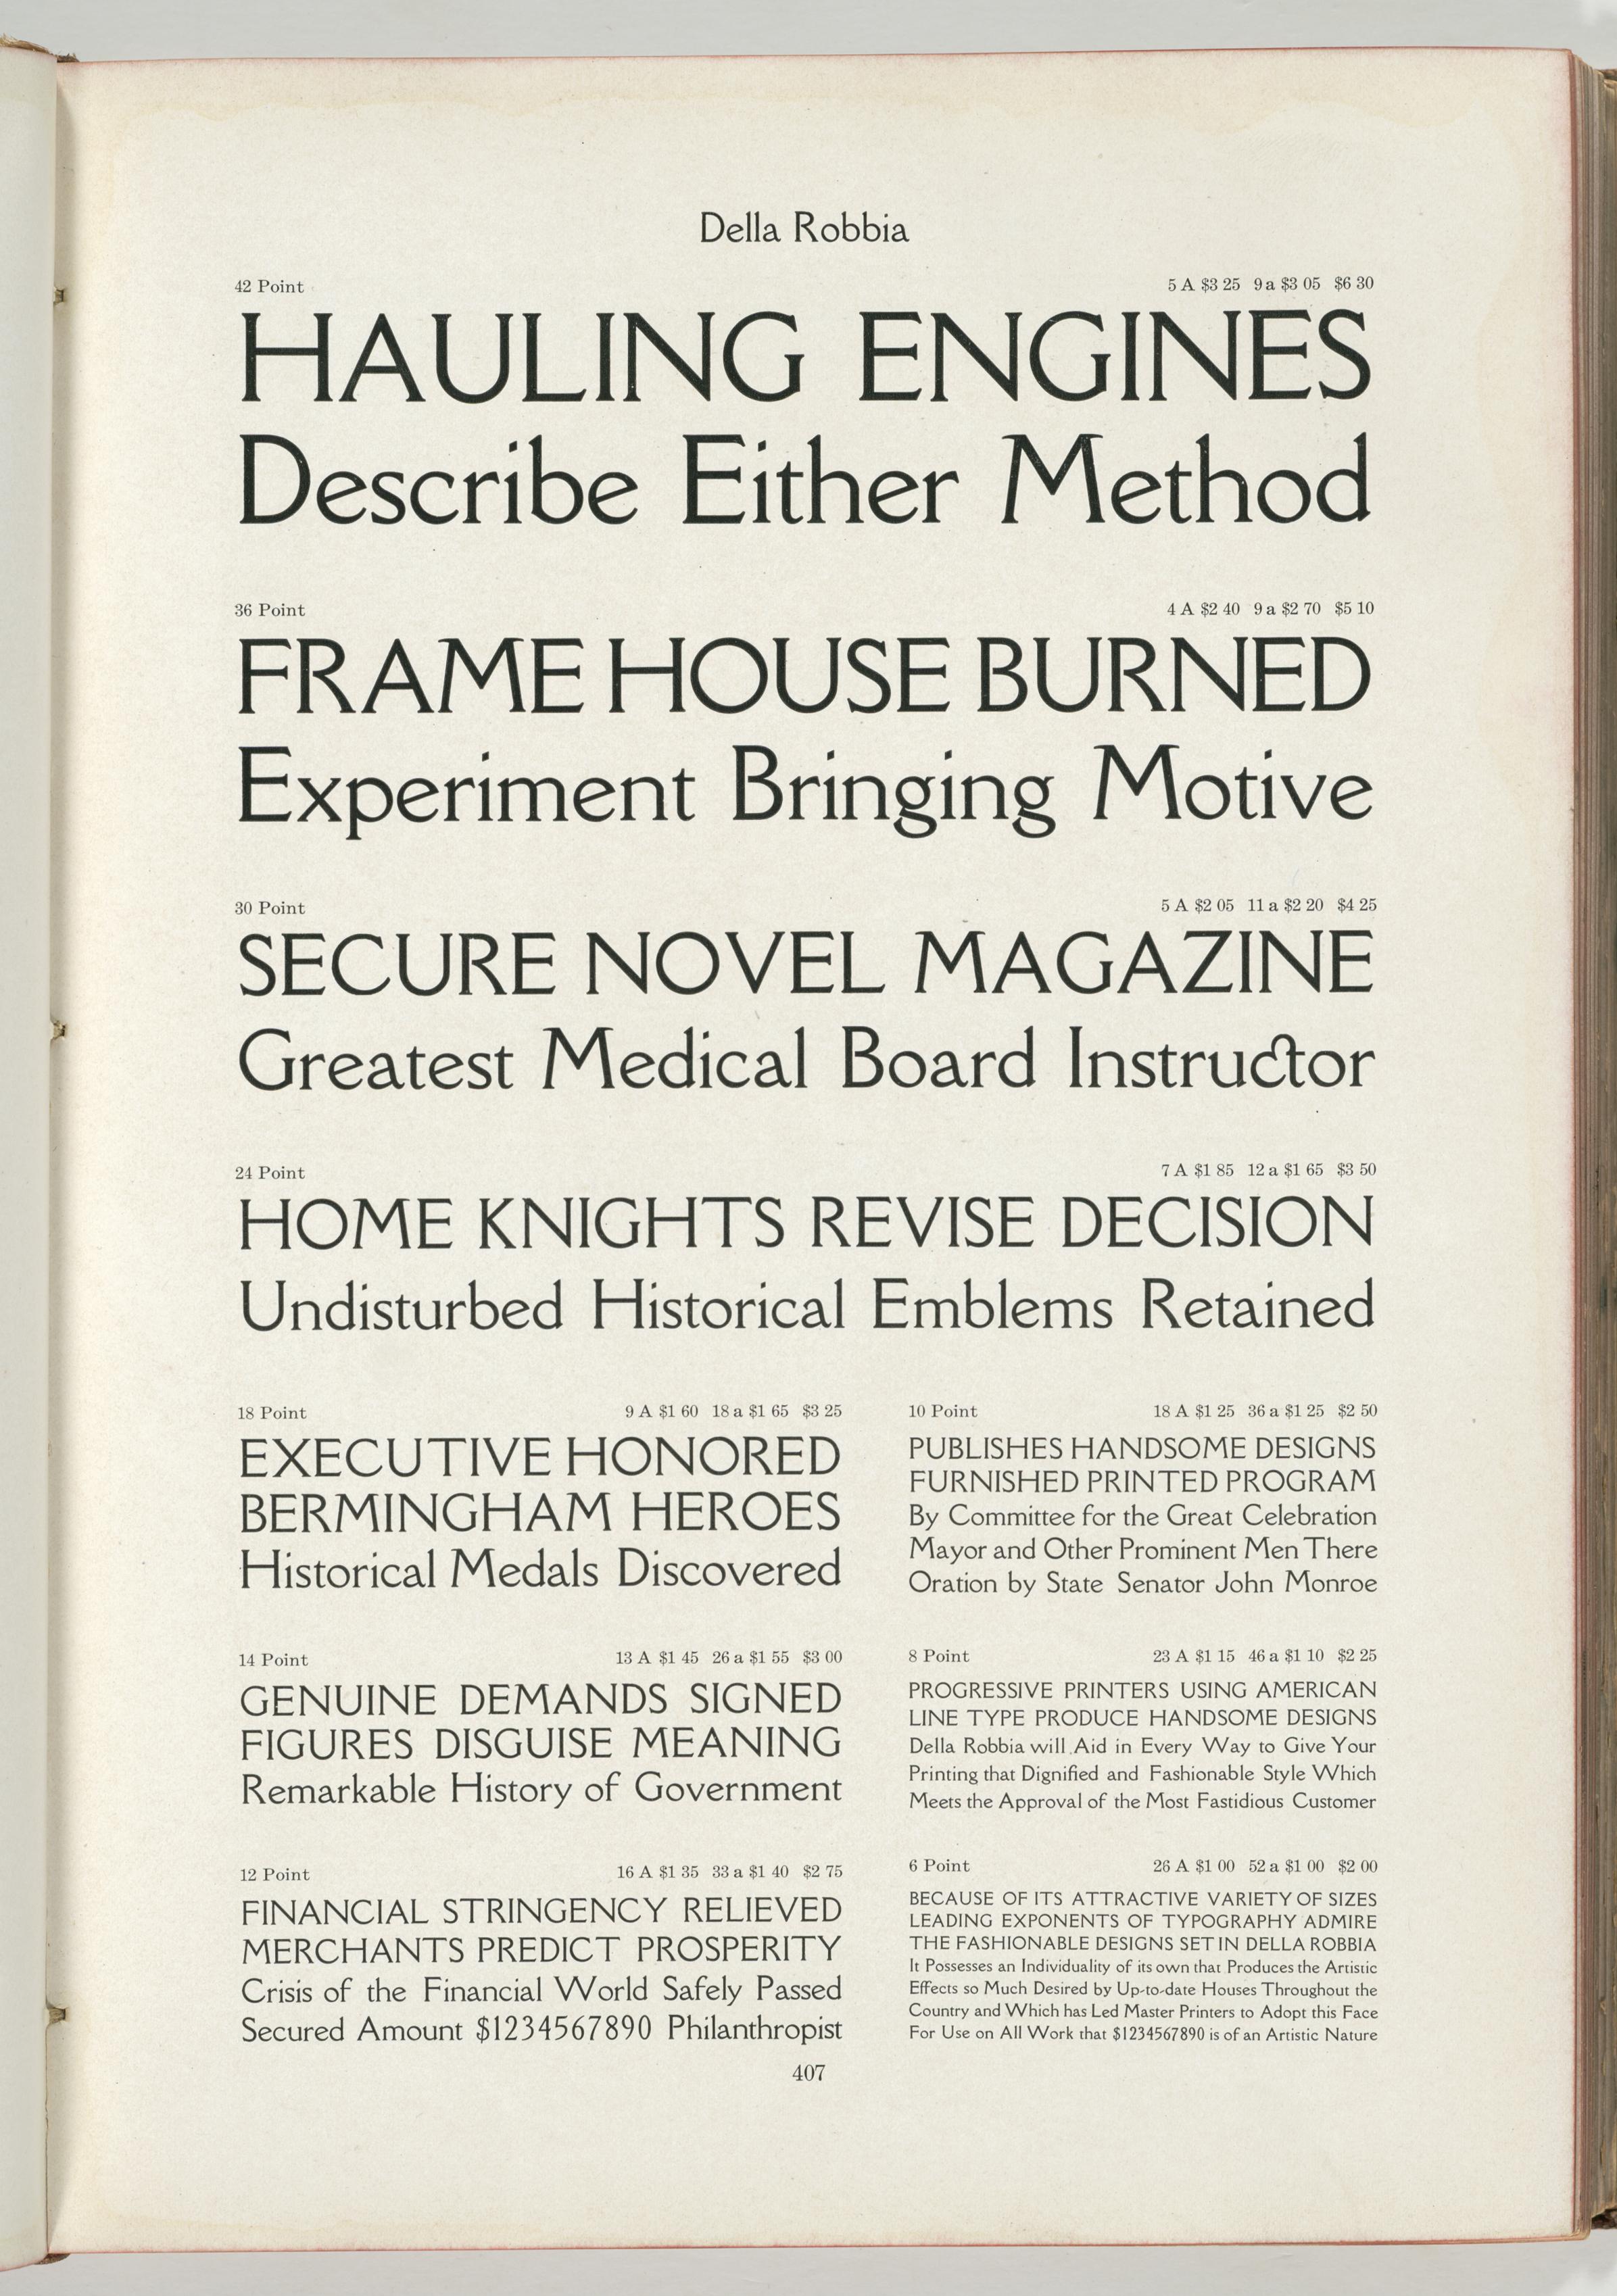 Della Robbia
42 Point 5 A $3 25 9 a $3 05 $6 30
HAULING ENGINES
Describe Either Method
36 Point 4 A $2 40 9 a $2 70 $5 10
FRAME HOUSE BURNED
Experiment Bringing Motive
30 Point 5 A $2 05 11 a $2 20 $4 25
SECURE NOVEL MAGAZINE
Greatest Medical Board Instructor
24 Point 7 A $1 85 12 a $1 65 $3 50
HOME KNIGHTS REVISE DECISION
Undisturbed Historical Emblems Retained
18 Point 9 A $1 60 18 a $1 65 $3 25
EXECUTIVE HONORED
BERMINGHAM HEROES
Historical Medals Discovered
14 Point 13 A $1 45 26 a $1 55 $3 00
GENUINE DEMANDS SIGNED
FIGURES DISGUISE MEANING
Remarkable History of Government
12 Point 16 A $1 35 33 a $1 40 $2 75
FINANCIAL STRINGENCY RELIEVED
MERCHANTS PREDICT PROSPERITY
Crisis of the Financial World Safely Passed
Secured Amount $1234567890 Philanthropist
10 Point 18 A $1 25 36 a $1 25 $2 50
PUBLISHES HANDSOME DESIGNS
FURNISHED PRINTED PROGRAM
By Committee for the Great Celebration
Mayor and Other Prominent Men There
Oration by State Senator John Monroe
8 Point 23 A $1 15 46 a $1 10 $2 25
PROGRESSIVE PRINTERS USING AMERICAN
LINE TYPE PRODUCE HANDSOME DESIGNS
Della Robbia will Aid in Every Way to Give Your
Printing that Dignified and Fashionable Style Which
Meets the Approval of the Most Fastidious Customer
6 Point 26 A $1 00 52 a $1 00 $2 00
BECAUSE OF ITS ATTRACTIVE VARIETY OF SIZES
LEADING EXPONENTS OF TYPOGRAPHY ADMIRE
THE FASHIONABLE DESIGNS SET IN DELLA ROBBIA
It Possesses an Individuality of its own that Produces the Artistic
Effects so Much Desired by Up-to-date Houses Throughout the
Country and Which has Led Master Printers to Adopt this Face
For Use on All Work that $1234567890 is of an Artistic Nature
407